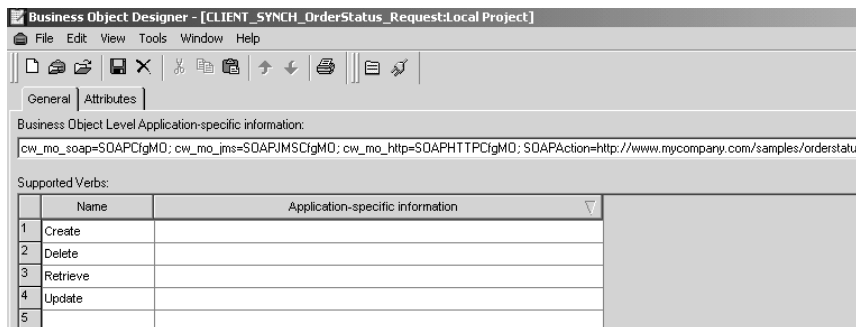 Business Object Designer - [CLIENT_SYNCH_OrderStatus_Request:Local Project]
File Edit View Tools Window Help
General Attributes
Business Object Level Application-specific information:
cw_mo_soap=SOAPCfgMO; cw_mo_jms=SOAPJMSCfgMO; cw_mo_http=SOAPHTTPCfgMO; SOAPAction=http://www.mycompany.com/samples/orderstatu
Supported Verbs:
Name Application-specific information
1 Create
2 Delete
3 Retrieve
4 Update
5